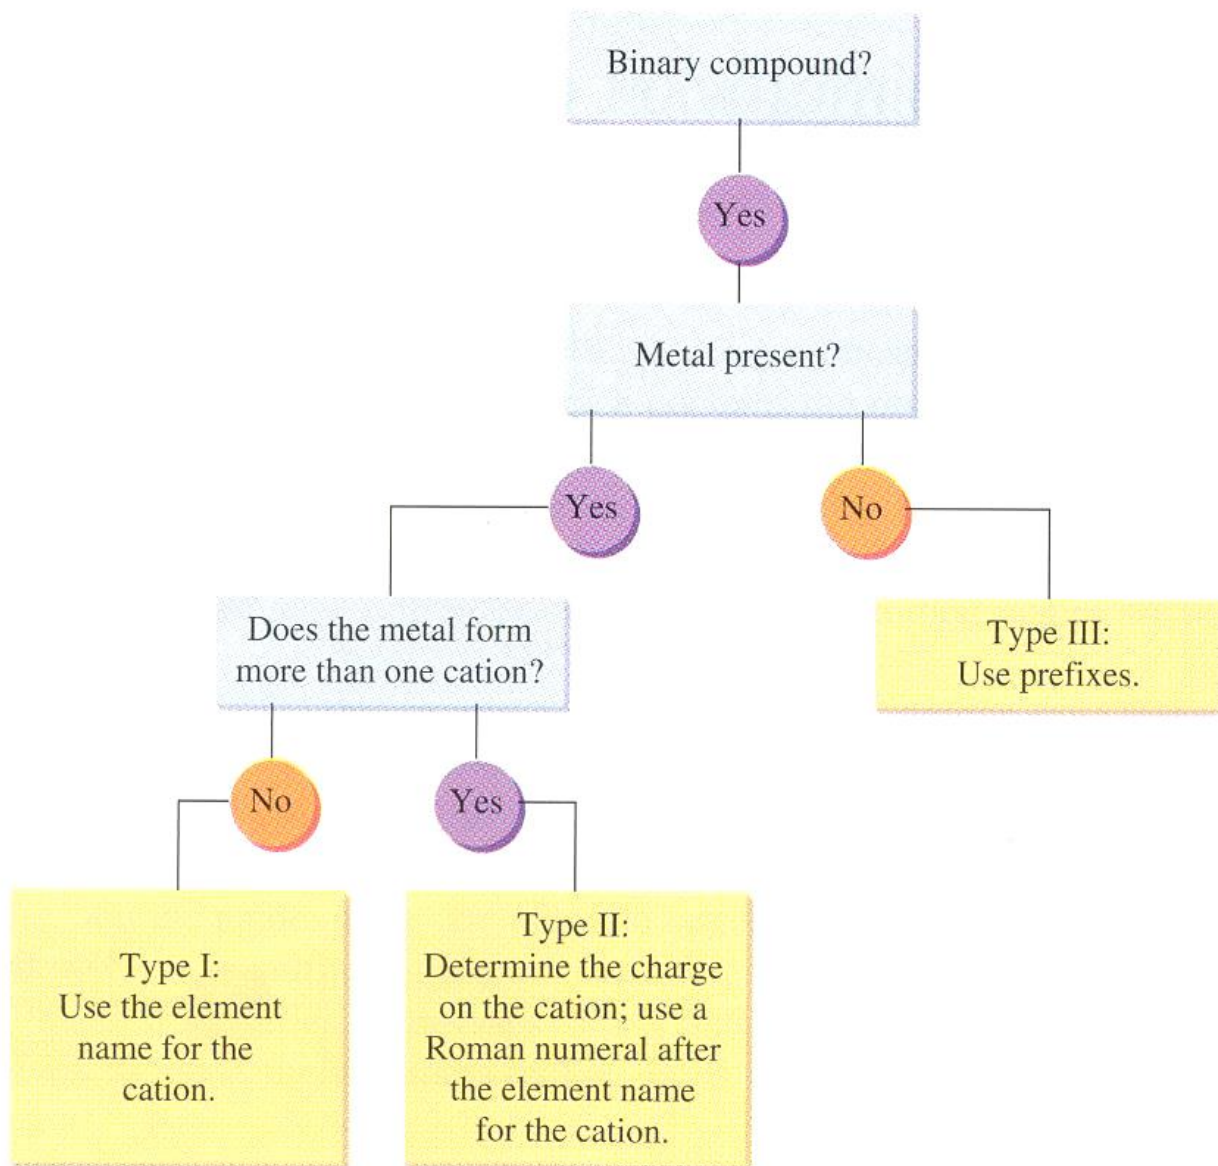 Binary compound?
Yes
Metal present?
Yes
No
Does the metal form
more than one cation?
Type III:
Use prefixes.
No
Yes
Type I:
Use the element
name for the
cation.
Type II:
Determine the charge
on the cation; use a
Roman numeral after
the element name
for the cation.